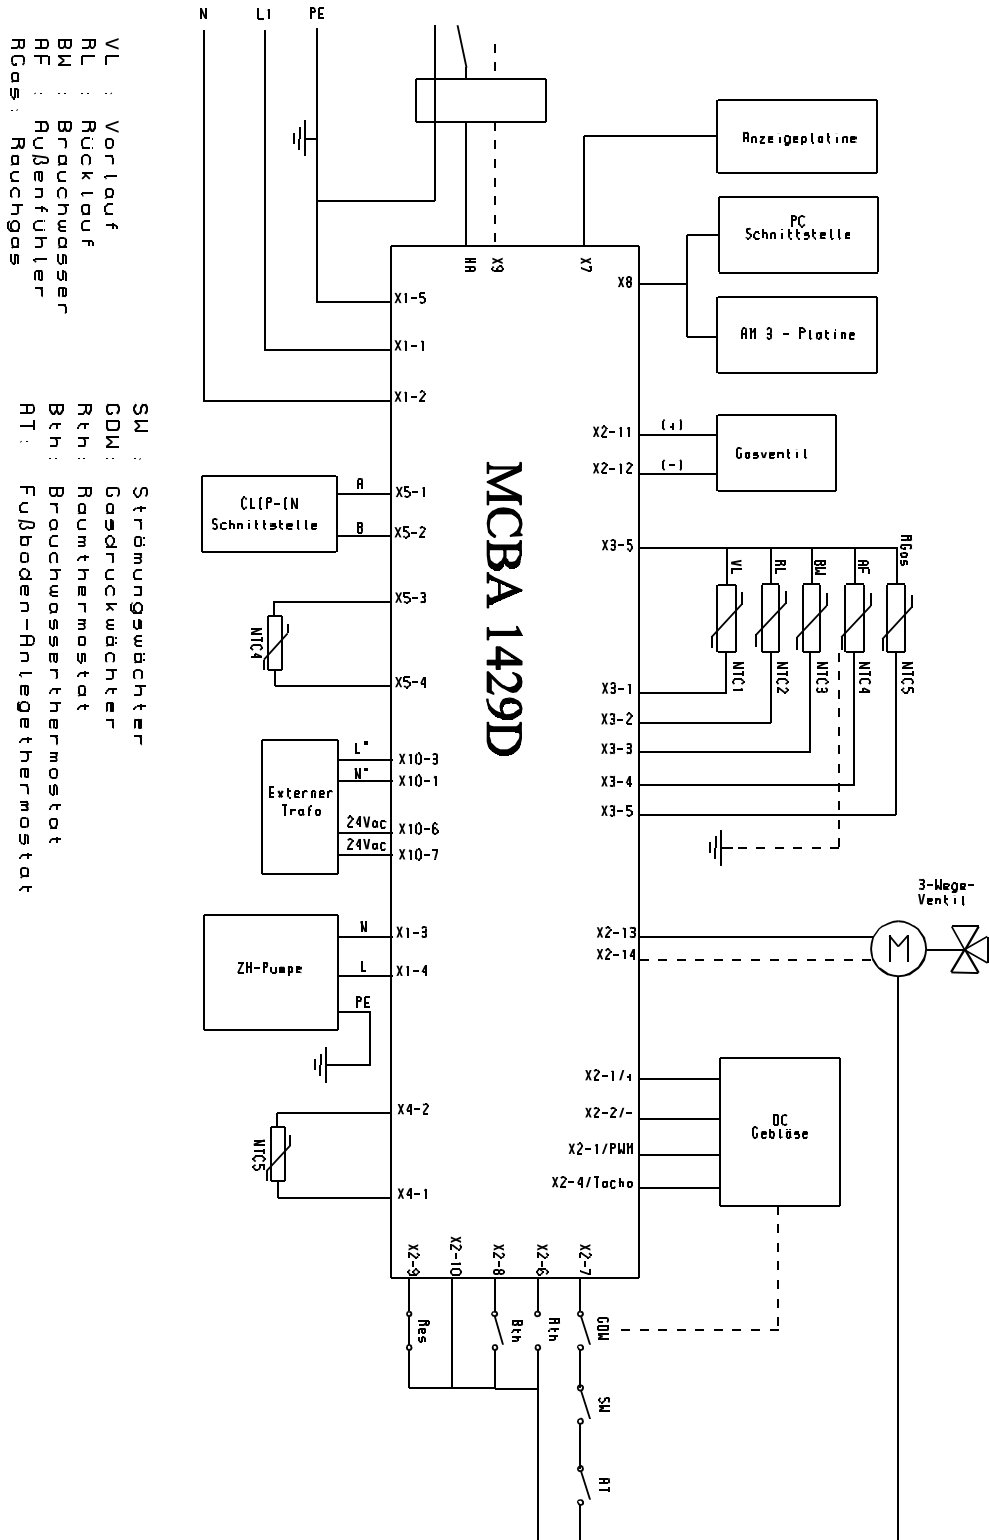 N
L1
PE
VL : Vorlauf
RL : Rücklauf
BW : Brauchwasser
AF : Außenfühler
RGas: Rauchgas
SW : Strömungswächter
GDW: Gasdruckwächter
Rth: Raumthermostat
Bth: Brauchwasserthermostat
AT: Fußboden-Anlegethermostat
Anzeigeplatine
PC
Schnittstelle
AM 3 - Platine
HA
X9
X7
X8
X1-5
X1-1
X1-2
X2-11
(+)
X2-12
(-)
Gasventil
CLIP-IN
Schnittstelle
A
X5-1
B
X5-2
MCBA 1429D
X3-5
VL
RL
BW
AF
RGas
X5-3
NTC4
X5-4
NTC1
NTC2
NTC3
NTC4
NTC5
X3-1
X3-2
X3-3
X3-4
X3-5
Externer
Trafo
L"
X10-3
N"
X10-1
24Vac
X10-6
24Vac
X10-7
3-Wege-
Ventil
M
X2-13
X2-14
ZH-Pumpe
N
X1-3
L
X1-4
PE
X2-1/+
X2-2/-
X2-1/PWM
X2-4/Tacho
DC
Gebläse
X4-2
NTC5
X4-1
X2-9
X2-10
X2-8
X2-6
X2-7
Res
Bth
Rth
GDW
SW
AT